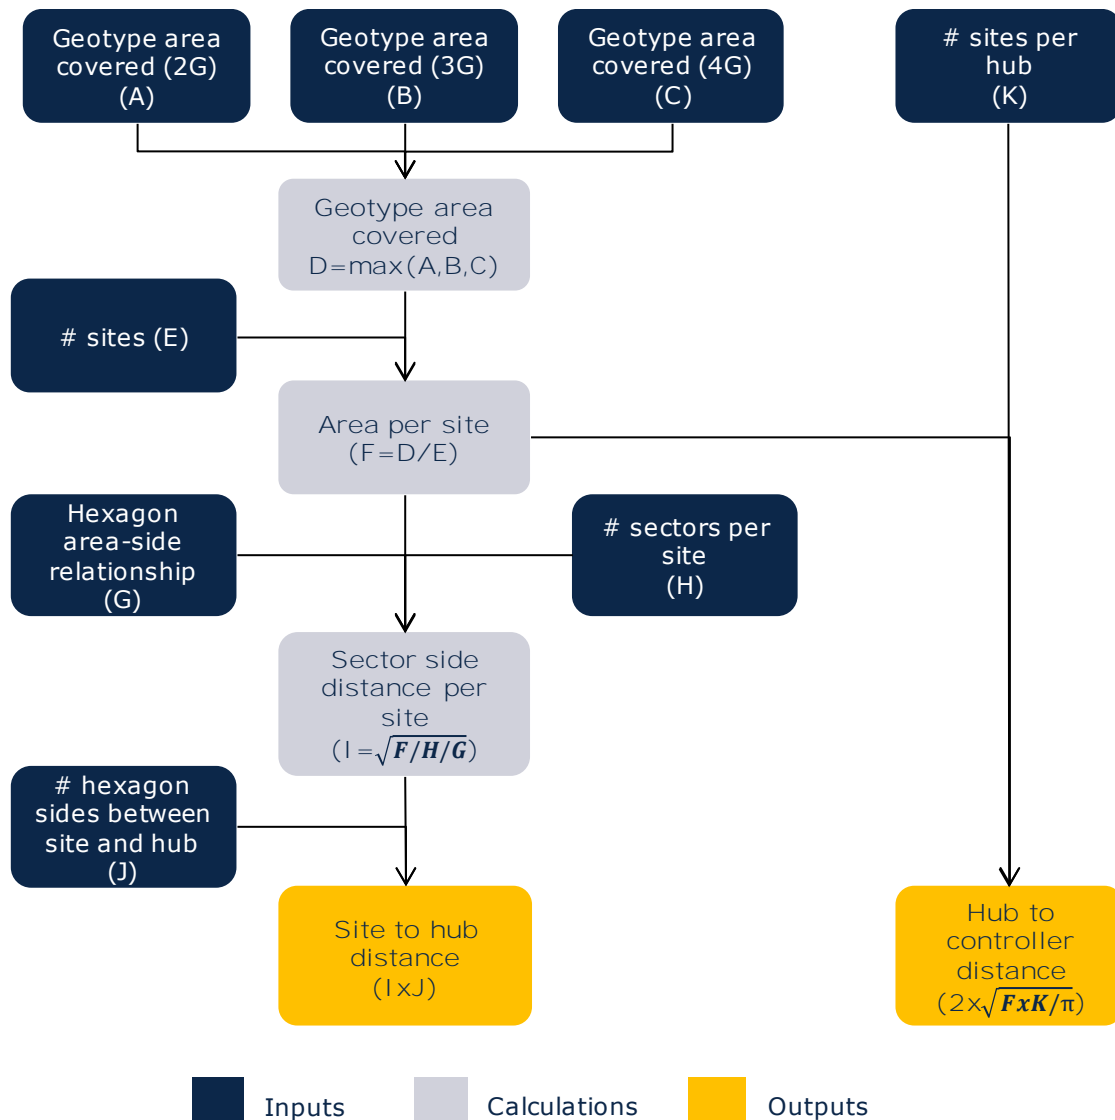 Geotype area
covered (2G)
(A)
Geotype area
covered (3G)
(B)
Geotype area
covered (4G)
(C)
# sites per
hub
(K)
Geotype area
covered
D=max(A,B,C)
# sites (E)
Area per site
(F=D/E)
Hexagon
area-side
relationship
(G)
# sectors per
site
(H)
Sector side
distance per
site
(I=√F/H/G)
# hexagon
sides between
site and hub
(J)
Site to hub
distance
(IxJ)
Hub to
controller
distance
(2x√FxK/π)
Inputs
Calculations
Outputs